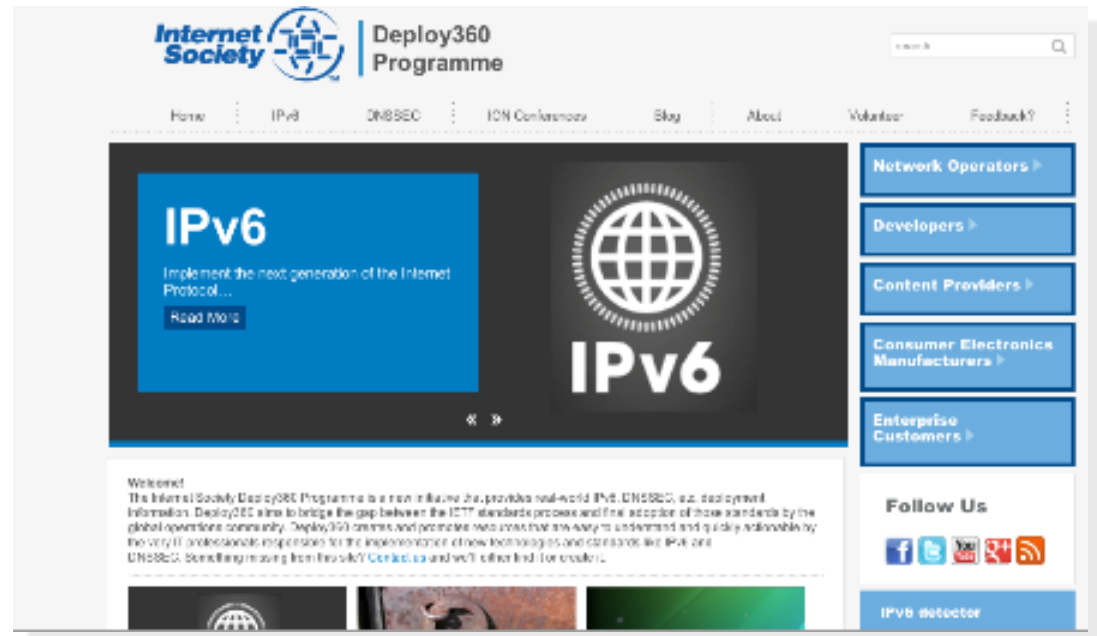 Internet
Society
Deploy360
Programme
search
Home
IPv6
DNSSEC
ION Conferences
Blog
About
Volunteer
Feedback?
IPv6
Implement the next generation of the Internet
Protocol...
Read More
IPv6
« »
Network Operators
Developers
Content Providers
Consumer Electronics
Manufacturers
Enterprise
Customers
Welcome!
The Internet Society Deploy360 Programme is a new initiative that provides real-world IPv6, DNSSEC, etc. deployment
information. Deploy360 aims to bridge the gap between the IETF standards process and final adoption of those standards by the
global operations community. Deploy360 creates and promotes resources that are easy to understand and quickly actionable by
the very IT professionals responsible for the implementation of new technologies and standards like IPv6 and
DNSSEC. Something missing from this site? Contact us and we'll either find it or create it.
Follow Us
You
Tube
IPv6 detector